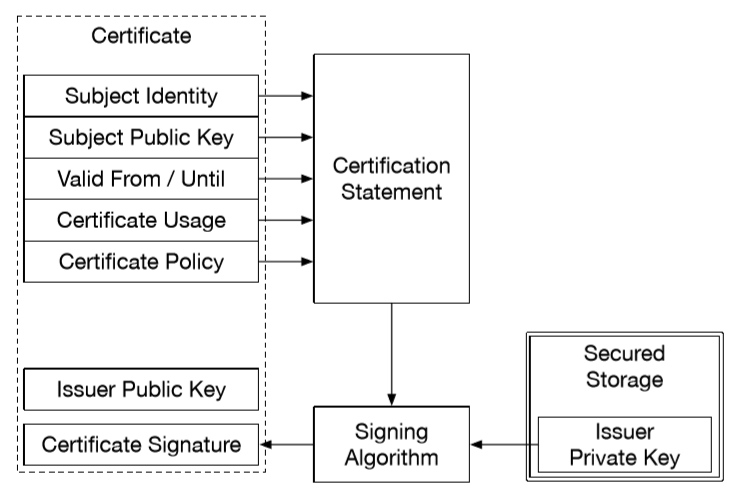 Certificate
Subject Identity
Subject Public Key
Valid From / Until
Certificate Usage
Certificate Policy
Certification
Statement
Issuer Public Key
Certificate Signature
Signing
Algorithm
Secured
Storage
Issuer
Private Key